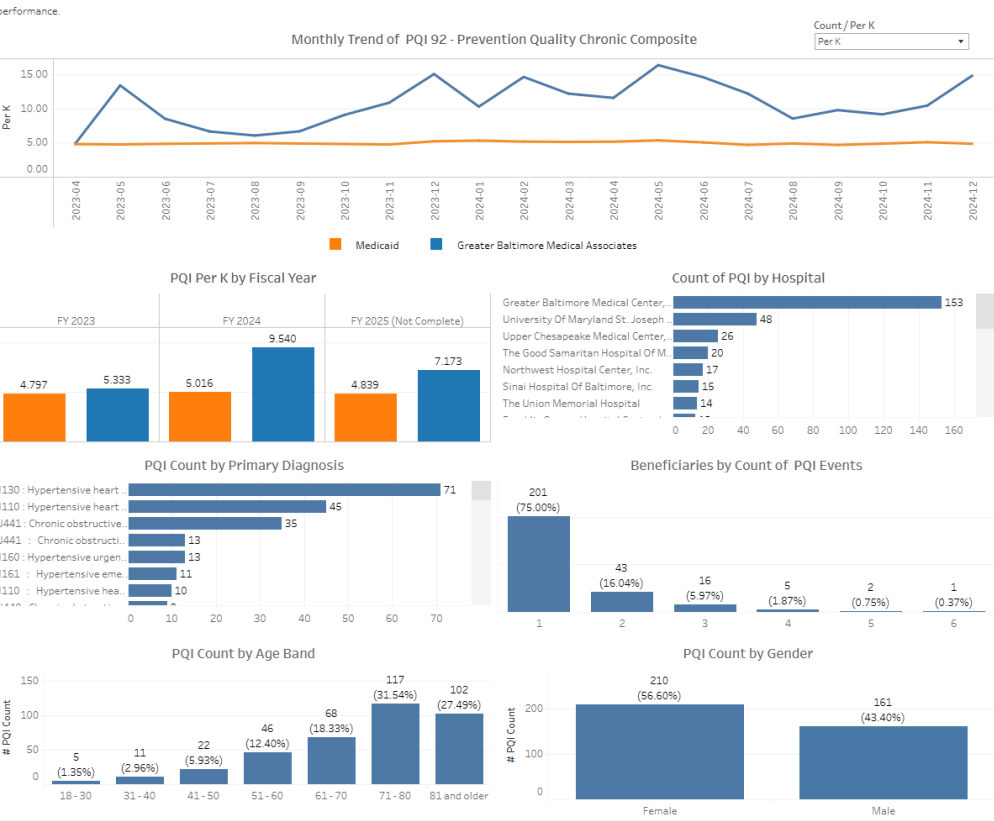 performance.
Count / Per K
Per K
Monthly Trend of PQI 92 - Prevention Quality Chronic Composite
Per K
15.00
10.00
5.00
0.00
2023-04
2023-05
2023-06
2023-07
2023-08
2023-09
2023-10
2023-11
2023-12
2024-01
2024-02
2024-03
2024-04
2024-05
2024-06
2024-07
2024-08
2024-09
2024-10
2024-11
2024-12
Medicaid
Greater Baltimore Medical Associates
PQI Per K by Fiscal Year
FY 2023
FY 2024
FY 2025 (Not Complete)
4.797
5.333
5.016
9.540
4.839
7.173
Count of PQI by Hospital
Greater Baltimore Medical Center,.. 153
University Of Maryland St. Joseph .. 48
Upper Chesapeake Medical Center,.. 26
The Good Samaritan Hospital Of M.. 20
Northwest Hospital Center, Inc. 17
Sinai Hospital Of Baltimore, Inc. 15
The Union Memorial Hospital 14
0 20 40 60 80 100 120 140 160
PQI Count by Primary Diagnosis
I130 : Hypertensive heart .. 71
I110 : Hypertensive heart .. 45
J441 : Chronic obstructive.. 35
J441 : Chronic obstructi.. 13
I160 : Hypertensive urgen.. 13
I161 : Hypertensive eme.. 11
I110 : Hypertensive hea.. 10
0 10 20 30 40 50 60 70
Beneficiaries by Count of PQI Events
201
(75.00%)
43
(16.04%)
16
(5.97%)
5
(1.87%)
2
(0.75%)
1
(0.37%)
1 2 3 4 5 6
PQI Count by Age Band
# PQI Count
150
100
50
0
5
(1.35%)
11
(2.96%)
22
(5.93%)
46
(12.40%)
68
(18.33%)
117
(31.54%)
102
(27.49%)
18 - 30 31 - 40 41 - 50 51 - 60 61 - 70 71 - 80 81 and older
PQI Count by Gender
# PQI Count
200
100
0
210
(56.60%)
161
(43.40%)
Female Male